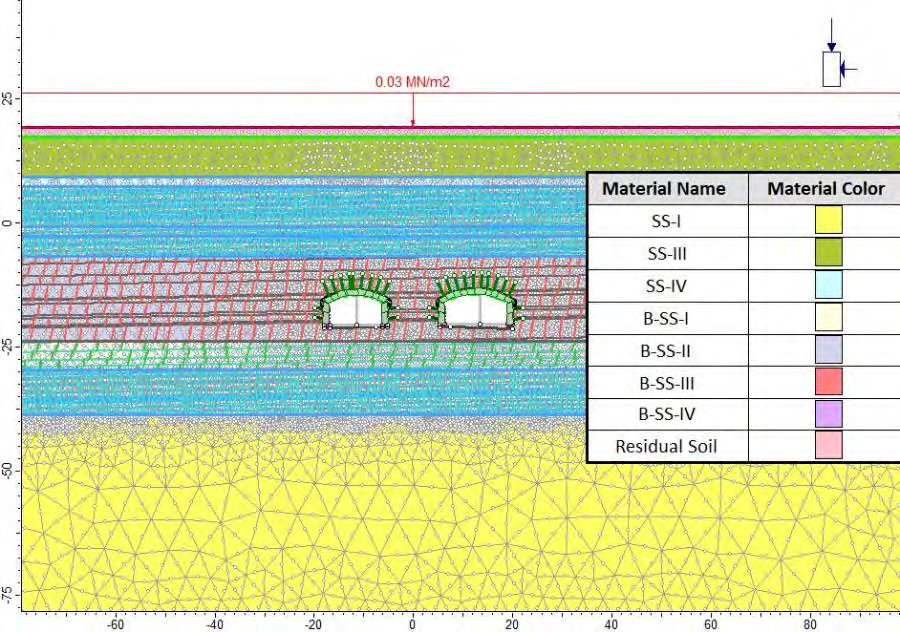 0.03 MN/m2
25
0
-25
-50
-75
Material Name Material Color
SS-I
SS-III
SS-IV
B-SS-I
B-SS-II
B-SS-III
B-SS-IV
Residual Soil
-60 -40 -20 0 20 40 60 80